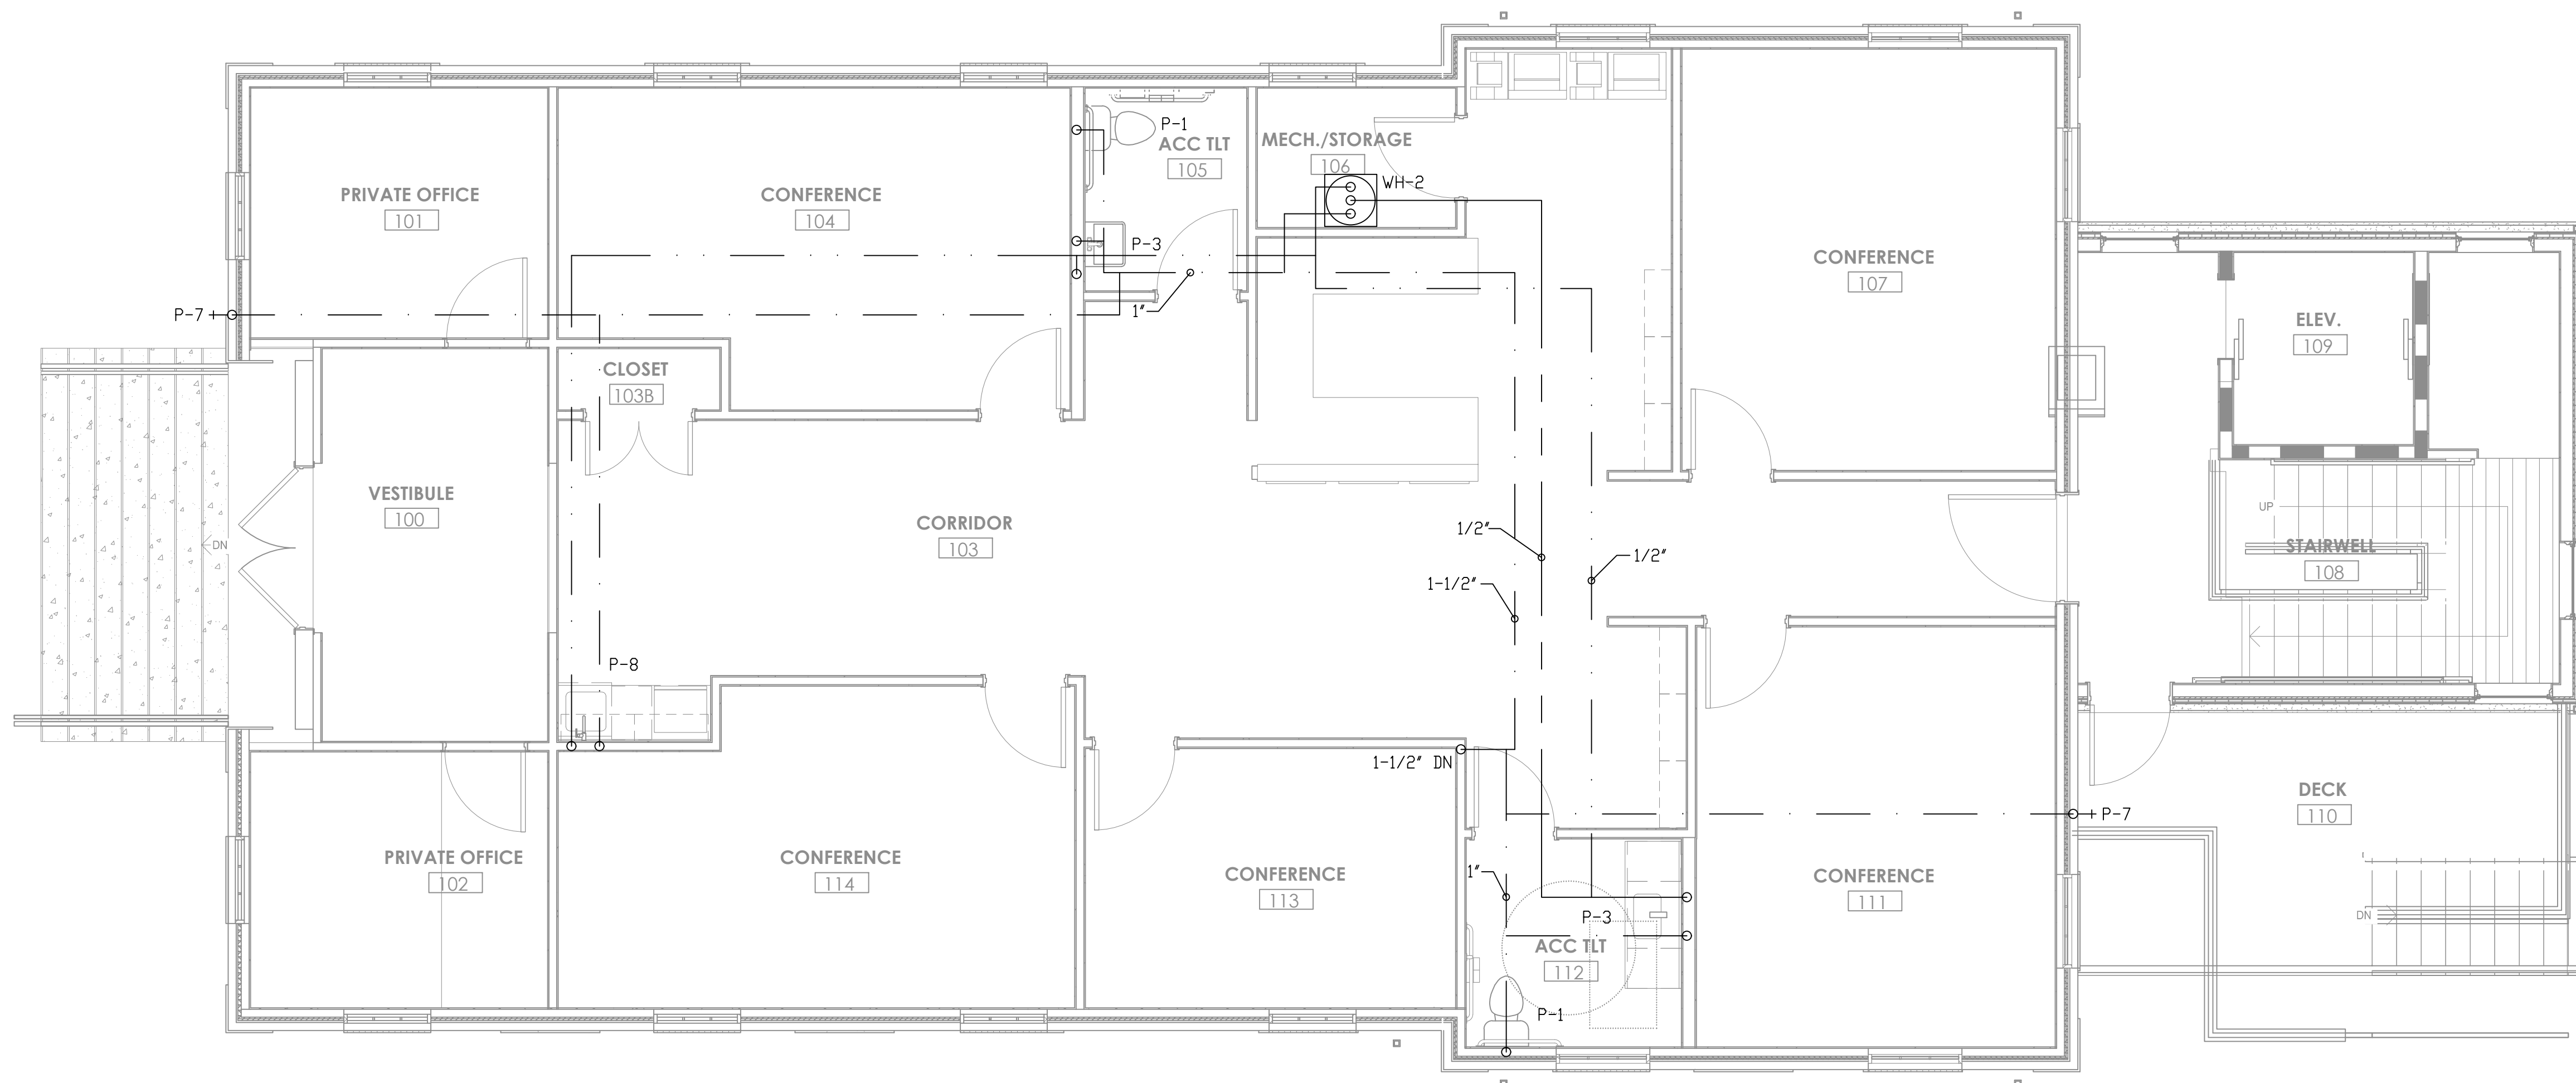 P-1
ACC TLT
105
MECH./STORAGE
106
WH-2
PRIVATE OFFICE
101
CONFERENCE
104
P-3
CONFERENCE
107
P-7
1"
ELEV.
109
CLOSET
103B
VESTIBULE
100
CORRIDOR
103
UP
DN
1/2"
1/2"
STAIRWELL
108
1-1/2"
P-8
1-1/2" DN
DECK
110
P-7
PRIVATE OFFICE
102
CONFERENCE
114
CONFERENCE
113
1"
CONFERENCE
111
P-3
DN
ACC TLT
112
P-1